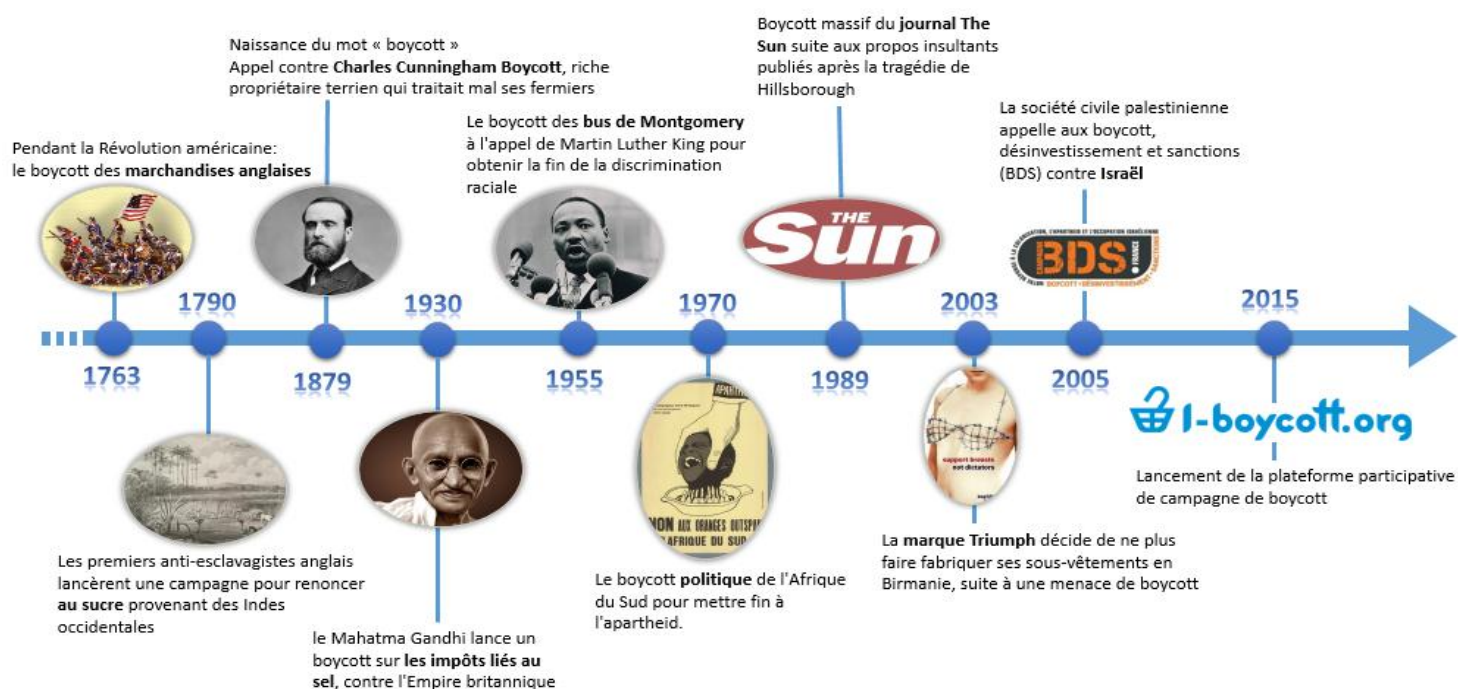 Pendant la Révolution américaine:
le boycott des marchandises anglaises
1763
1790
Les premiers anti-esclavagistes anglais
lancèrent une campagne pour renoncer
au sucre provenant des Indes
occidentales
Naissance du mot « boycott »
Appel contre Charles Cunningham Boycott, riche
propriétaire terrien qui traitait mal ses fermiers
1879
1930
le Mahatma Gandhi lance un
boycott sur les impôts liés au
sel, contre l'Empire britannique
Le boycott des bus de Montgomery
à l'appel de Martin Luther King pour
obtenir la fin de la discrimination
raciale
1955
1970
APARTHEID
NON AUX ORANGES OUTSPAN
AFRIQUE DU SUD
Le boycott politique de l'Afrique
du Sud pour mettre fin à
l'apartheid.
Boycott massif du journal The
Sun suite aux propos insultants
publiés après la tragédie de
Hillsborough
THE
Sun
1989
2003
support breasts
not dictators
La marque Triumph décide de ne plus
faire fabriquer ses sous-vêtements en
Birmanie, suite à une menace de boycott
La société civile palestinienne
appelle aux boycott,
désinvestissement et sanctions
(BDS) contre Israël
CAMPAGNE
BDS
FRANCE
BOYCOTT • DÉSINVESTISSEMENT • SANCTIONS
2005
2015
I-boycott.org
Lancement de la plateforme participative
de campagne de boycott